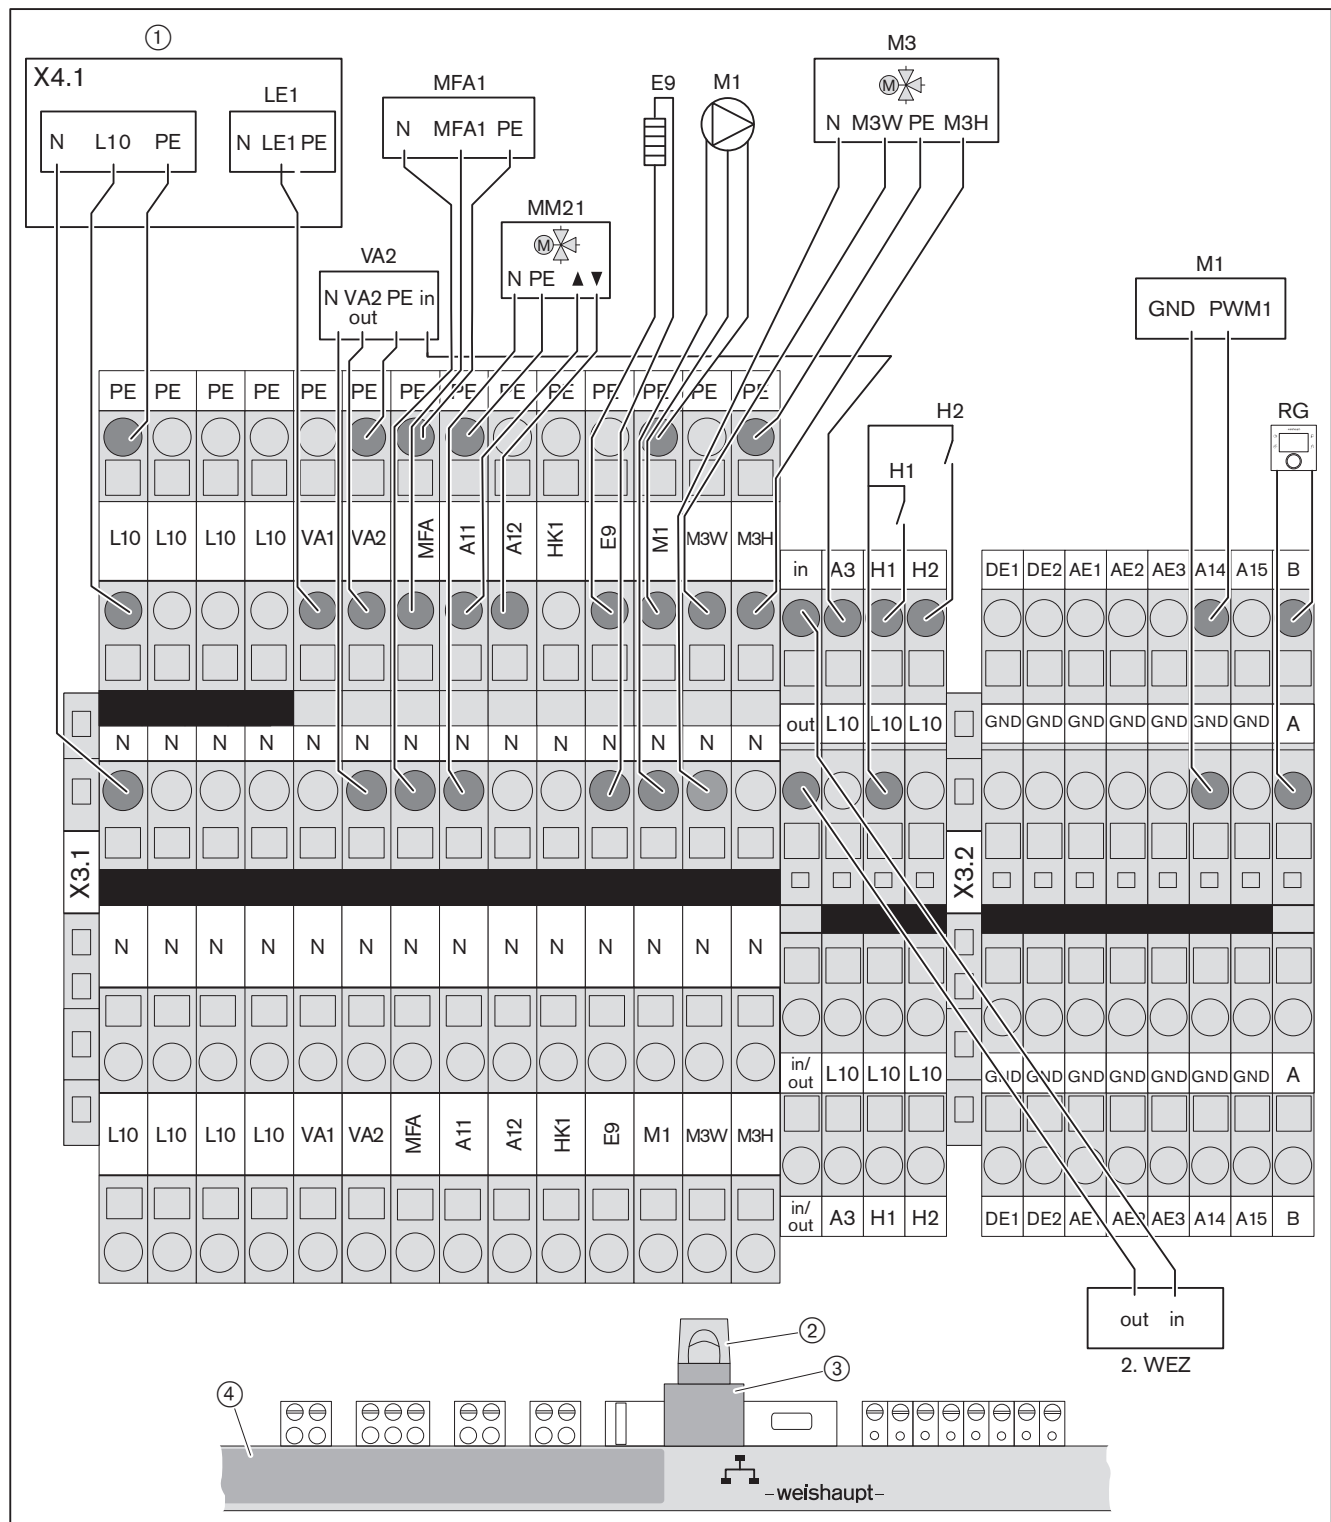 ①
X4.1
N L10 PE
LE1
N LE1 PE
MFA1
N MFA1 PE
VA2
N VA2 PE in
out
MM21
M
N PE ▲ ▼
E9
M1
M3
M
N M3W PE M3H
M1
GND PWM1
H2
H1
RG
PE PE PE PE PE PE PE PE PE PE PE PE PE PE
L10 L10 L10 L10 VA1 VA2 MFA A11 A12 HK1 E9 M1 M3W M3H
in A3 H1 H2
DE1 DE2 AE1 AE2 AE3 A14 A15 B
out L10 L10 L10
GND GND GND GND GND GND GND A
N N N N N N N N N N N N N N
X3.1
X3.2
N N N N N N N N N N N N N N
in/
out L10 L10 L10
GND GND GND GND GND GND GND A
L10 L10 L10 L10 VA1 VA2 MFA A11 A12 HK1 E9 M1 M3W M3H
in/
out A3 H1 H2
DE1 DE2 AE1 AE2 AE3 A14 A15 B
out in
2. WEZ
②
③
④
–weishaupt–